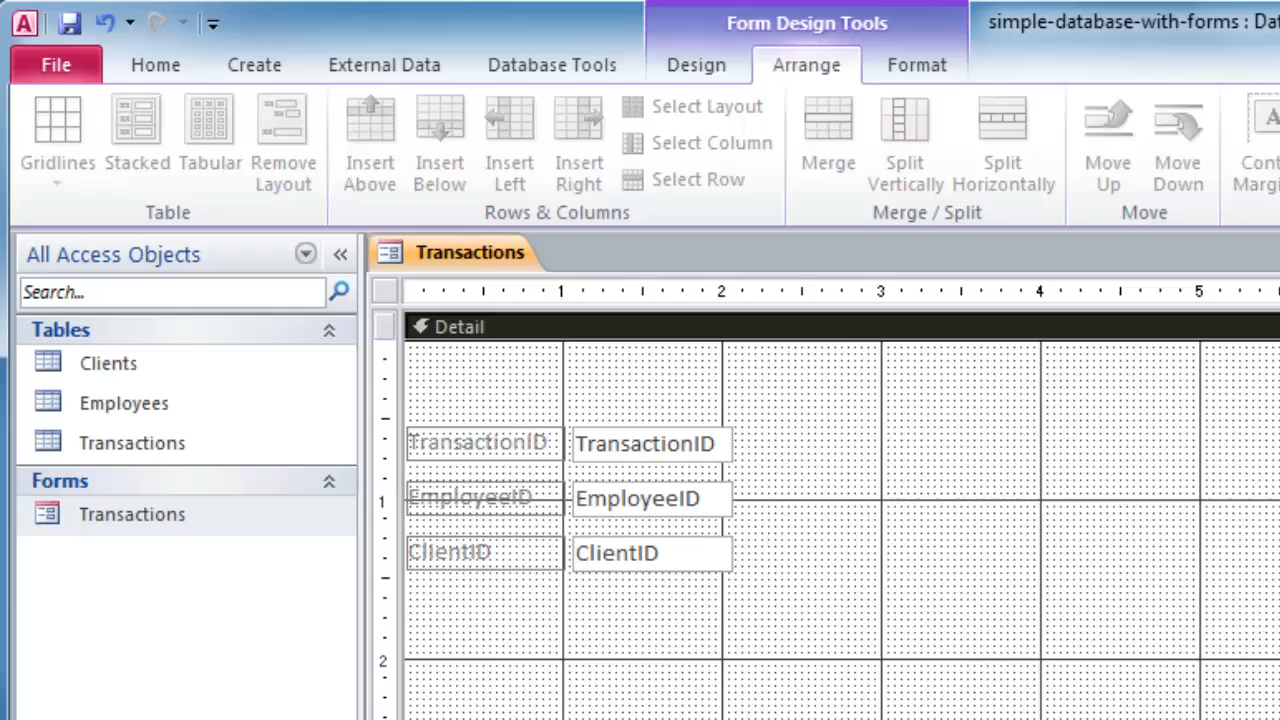 A
Form Design Tools
simple-database-with-forms : Dat
File Home Create External Data Database Tools Design Arrange Format
Gridlines Stacked Tabular Remove Layout
Insert Above Insert Below Insert Left Insert Right
Select Layout
Select Column
Select Row
Merge Split Vertically Split Horizontally
Move Up Move Down
A
Cont
Margi
Table Rows & Columns Merge / Split Move
All Access Objects
Search...
Tables
Clients
Employees
Transactions
Forms
Transactions
Transactions
1 2 3 4 5
Detail
TransactionID TransactionID
1
EmployeeID EmployeeID
ClientID ClientID
2